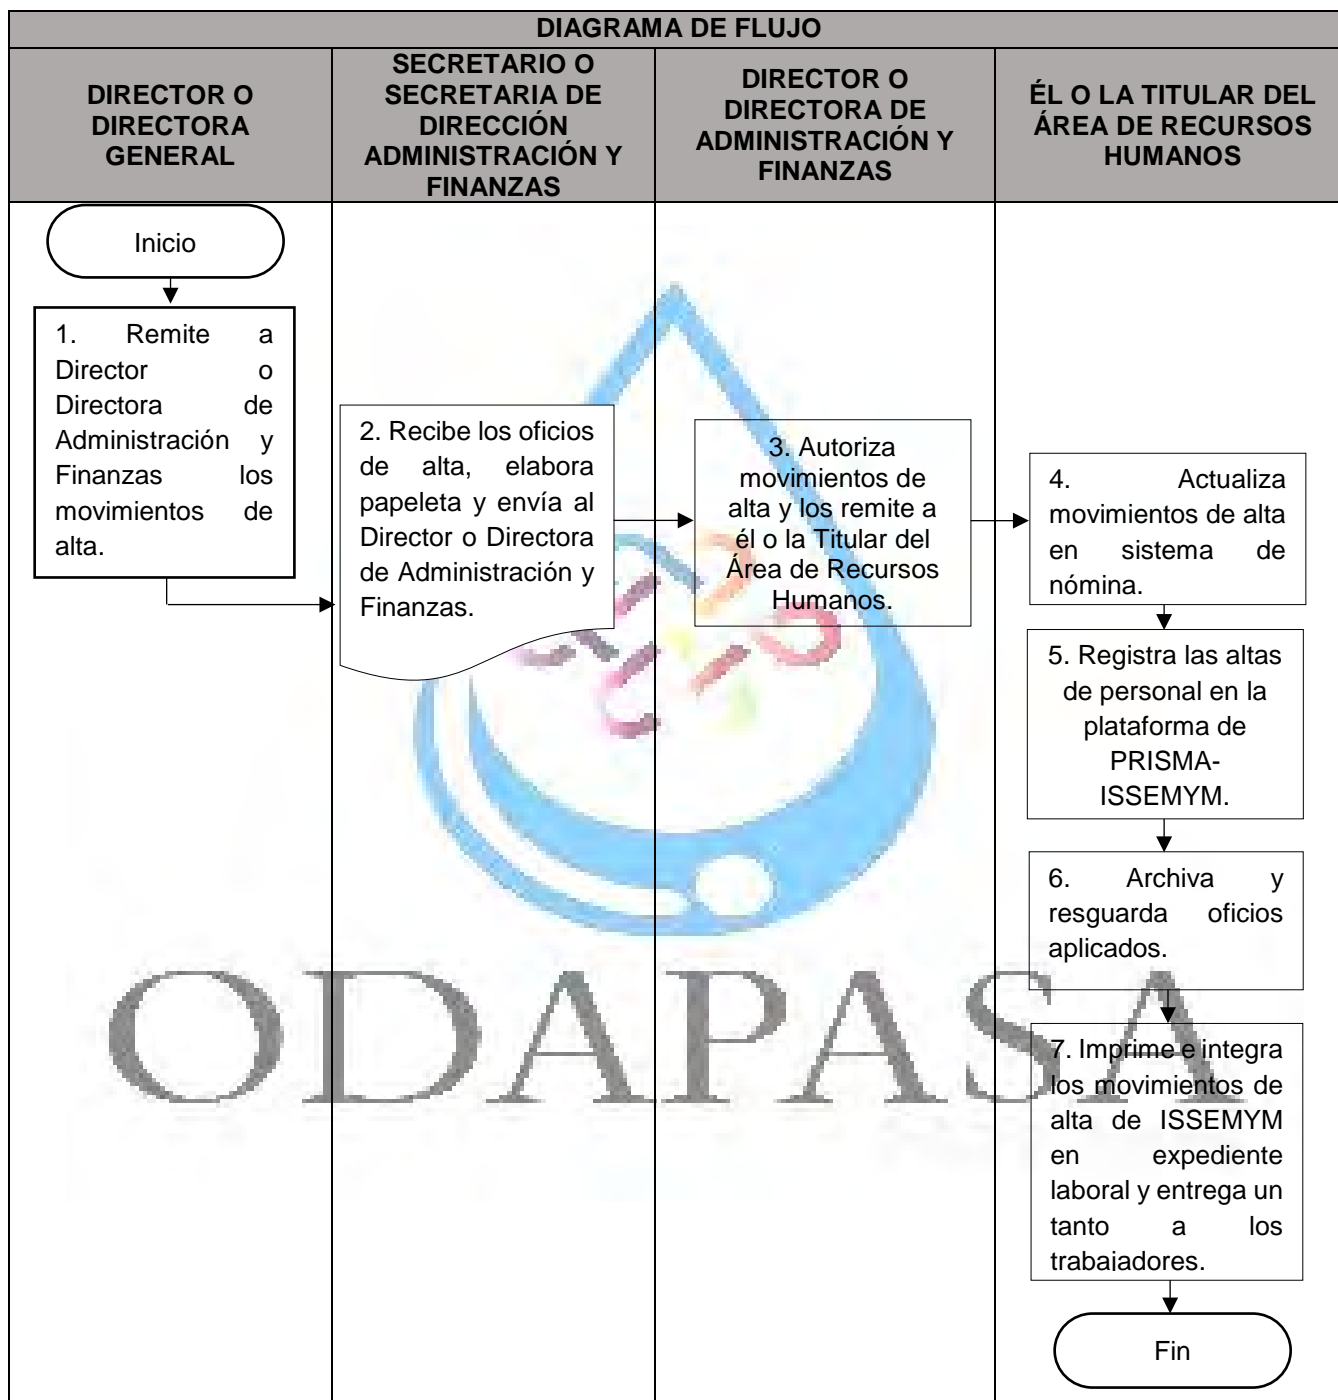 DIAGRAMA DE FLUJO
DIRECTOR O
DIRECTORA
GENERAL
SECRETARIO O
SECRETARIA DE
DIRECCIÓN
ADMINISTRACIÓN Y
FINANZAS
DIRECTOR O
DIRECTORA DE
ADMINISTRACIÓN Y
FINANZAS
ÉL O LA TITULAR DEL
ÁREA DE RECURSOS
HUMANOS
Inicio
1. Remite a
Director o
Directora de
Administración y
Finanzas los
movimientos de
alta.
2. Recibe los oficios
de alta, elabora
papeleta y envía al
Director o Directora
de Administración y
Finanzas.
3. Autoriza
movimientos de
alta y los remite a
él o la Titular del
Área de Recursos
Humanos.
4. Actualiza
movimientos de alta
en sistema de
nómina.
5. Registra las altas
de personal en la
plataforma de
PRISMA-
ISSEMYM.
6. Archiva y
resguarda oficios
aplicados.
7. Imprime e integra
los movimientos de
alta de ISSEMYM
en expediente
laboral y entrega un
tanto a los
trabajadores.
Fin
ODAPASA